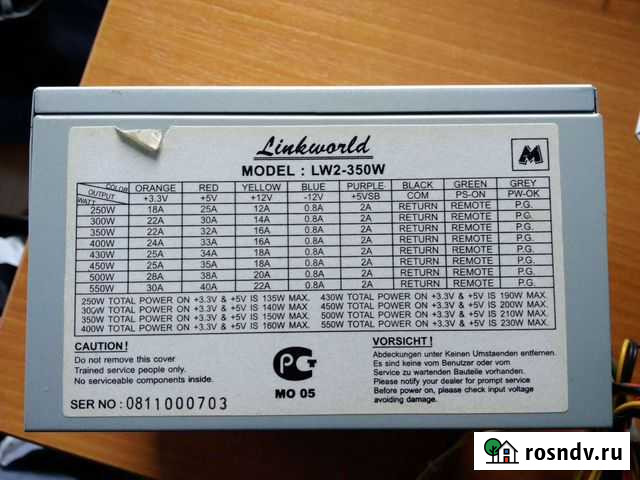 Linkworld
MODEL : LW2-350W
M
COLOR
OUTPUT
WATT
ORANGE RED YELLOW BLUE PURPLE BLACK GREEN GREY
+3.3V +5V +12V -12V +5VSB COM PS-ON PW-OK
250W 18A 25A 12A 0.8A 2A RETURN REMOTE P.G.
300W 22A 30A 14A 0.8A 2A RETURN REMOTE P.G.
350W 22A 32A 16A 0.8A 2A RETURN REMOTE P.G.
400W 24A 33A 16A 0.8A 2A RETURN REMOTE P.G.
430W 25A 34A 18A 0.8A 2A RETURN REMOTE P.G.
450W 25A 35A 18A 0.8A 2A RETURN REMOTE P.G.
500W 28A 38A 20A 0.8A 2A RETURN REMOTE P.G.
550W 30A 40A 22A 0.8A 2A RETURN REMOTE P.G.
250W TOTAL POWER ON +3.3V & +5V IS 135W MAX. 430W TOTAL POWER ON +3.3V & +5V IS 190W MAX.
300W TOTAL POWER ON +3.3V & +5V IS 140W MAX. 450W TOTAL POWER ON +3.3V & +5V IS 200W MAX.
350W TOTAL POWER ON +3.3V & +5V IS 150W MAX. 500W TOTAL POWER ON +3.3V & +5V IS 210W MAX.
400W TOTAL POWER ON +3.3V & +5V IS 160W MAX. 550W TOTAL POWER ON +3.3V & +5V IS 230W MAX.
CAUTION !
Do not remove this cover
Trained service people only.
No serviceable components inside.
SER NO : 0811000703
РСТ
MO 05
VORSICHT !
Abdeckungen unter Keinen Umstaenden entfernen.
Es sind keine vom Benutzer oder vom
Service zu wartenden Bauteile vorhanden.
Please notify your dealer for prompt service
Before power on, please check input voltage
avoiding damaged.
rosndv.ru